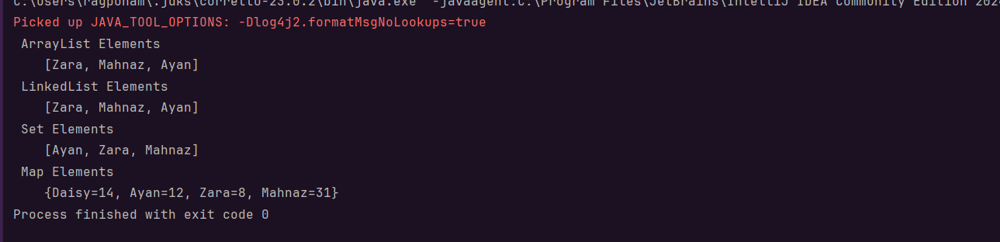 C:\Users\ragponam\.jdks\corretto-23.0.2\bin\java.exe "-javaagent:C:\Program Files\JetBrains\IntelliJ IDEA Community Edition 202
Picked up JAVA_TOOL_OPTIONS: -Dlog4j2.formatMsgNoLookups=true
ArrayList Elements
[Zara, Mahnaz, Ayan]
LinkedList Elements
[Zara, Mahnaz, Ayan]
Set Elements
[Ayan, Zara, Mahnaz]
Map Elements
{Daisy=14, Ayan=12, Zara=8, Mahnaz=31}
Process finished with exit code 0